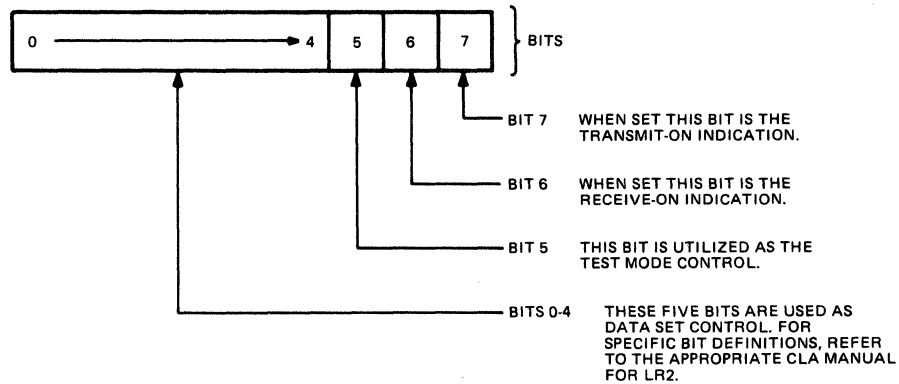 0 4 5 6 7 BITS
BIT 7 WHEN SET THIS BIT IS THE
TRANSMIT-ON INDICATION.
BIT 6 WHEN SET THIS BIT IS THE
RECEIVE-ON INDICATION.
BIT 5 THIS BIT IS UTILIZED AS THE
TEST MODE CONTROL.
BITS 0-4 THESE FIVE BITS ARE USED AS
DATA SET CONTROL. FOR
SPECIFIC BIT DEFINITIONS, REFER
TO THE APPROPRIATE CLA MANUAL
FOR LR2.